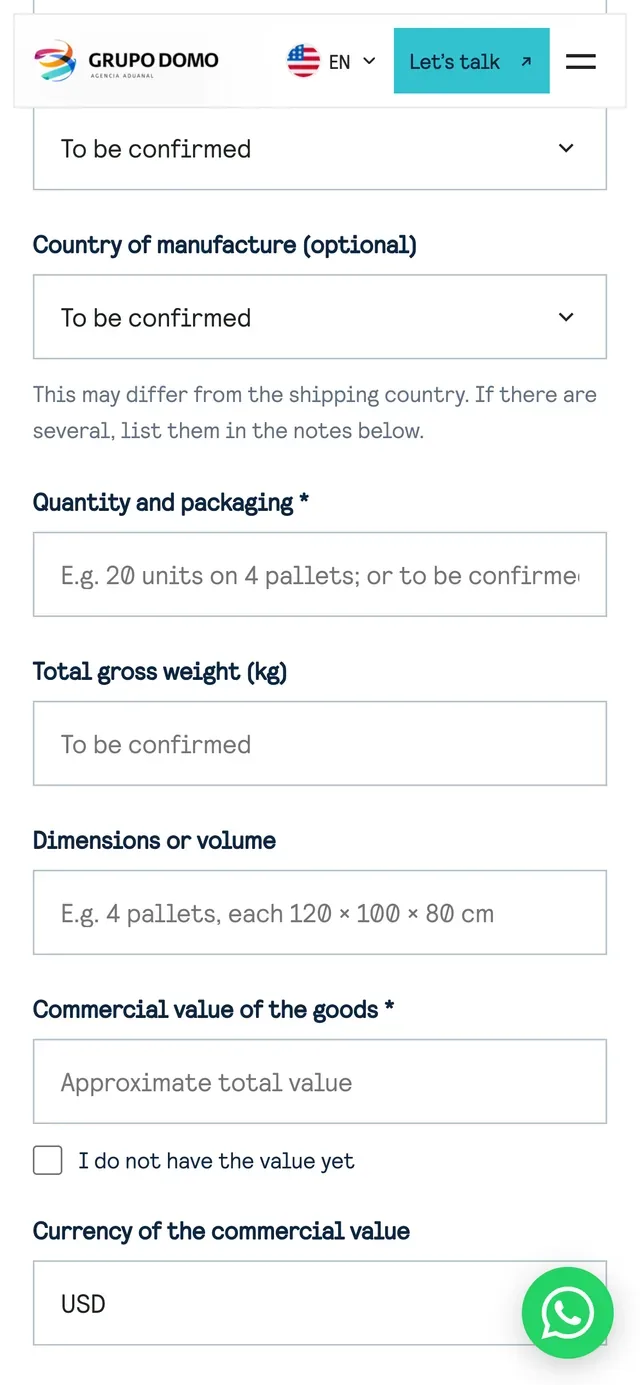 GRUPO DOMO
AGENCIA ADUANAL
EN
Let's talk
To be confirmed
Country of manufacture (optional)
To be confirmed
This may differ from the shipping country. If there are
several, list them in the notes below.
Quantity and packaging *
E.g. 20 units on 4 pallets; or to be confirme
Total gross weight (kg)
To be confirmed
Dimensions or volume
E.g. 4 pallets, each 120 × 100 × 80 cm
Commercial value of the goods *
Approximate total value
I do not have the value yet
Currency of the commercial value
USD